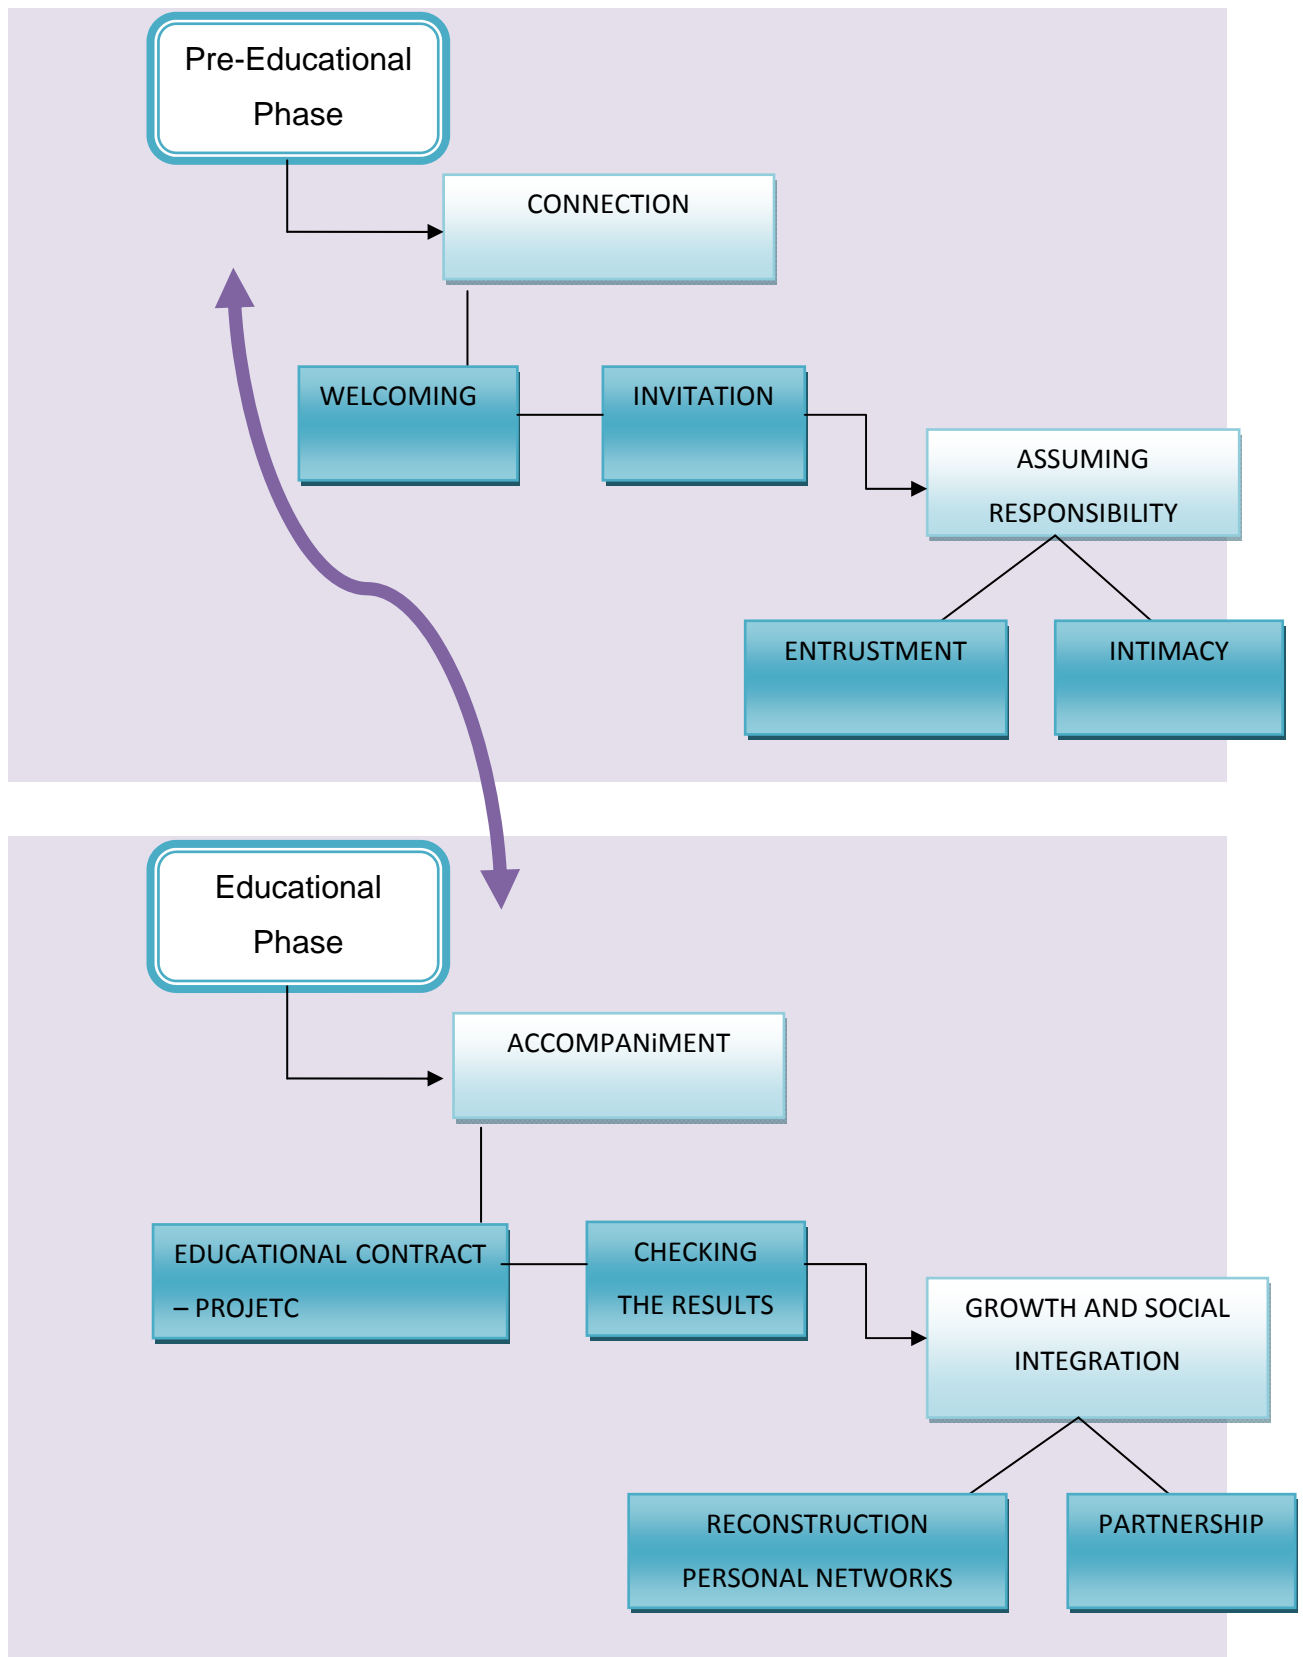 Pre-Educational
Phase
CONNECTION
WELCOMING
INVITATION
ASSUMING
RESPONSIBILITY
ENTRUSTMENT
INTIMACY
Educational
Phase
ACCOMPANiMENT
EDUCATIONAL CONTRACT
– PROJETC
CHECKING
THE RESULTS
GROWTH AND SOCIAL
INTEGRATION
RECONSTRUCTION
PERSONAL NETWORKS
PARTNERSHIP